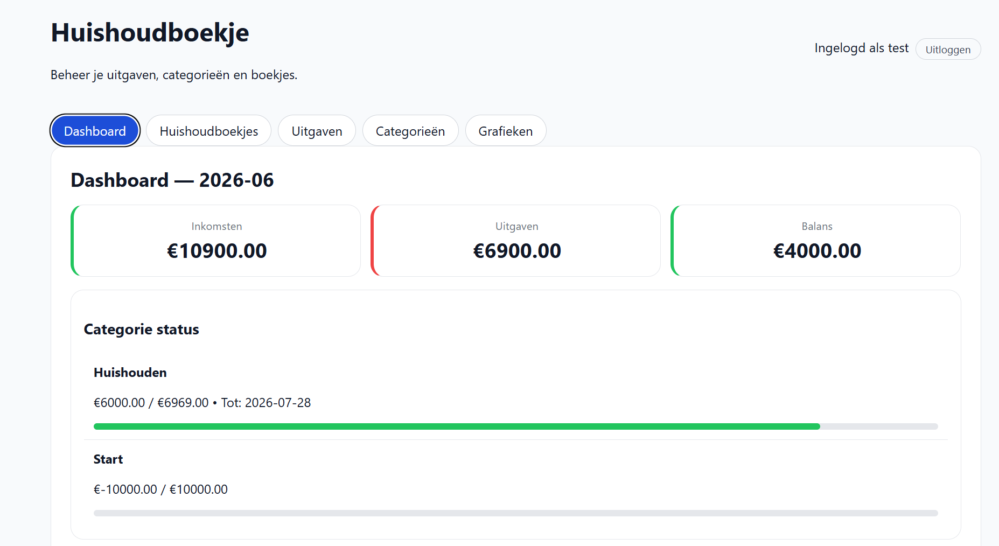 Huishoudboekje
Ingelogd als test
Uitloggen
Beheer je uitgaven, categorieën en boekjes.
Dashboard
Huishoudboekjes
Uitgaven
Categorieën
Grafieken
Dashboard — 2026-06
Inkomsten
€10900.00
Uitgaven
€6900.00
Balans
€4000.00
Categorie status
Huishouden
€6000.00 / €6969.00 • Tot: 2026-07-28
Start
€-10000.00 / €10000.00